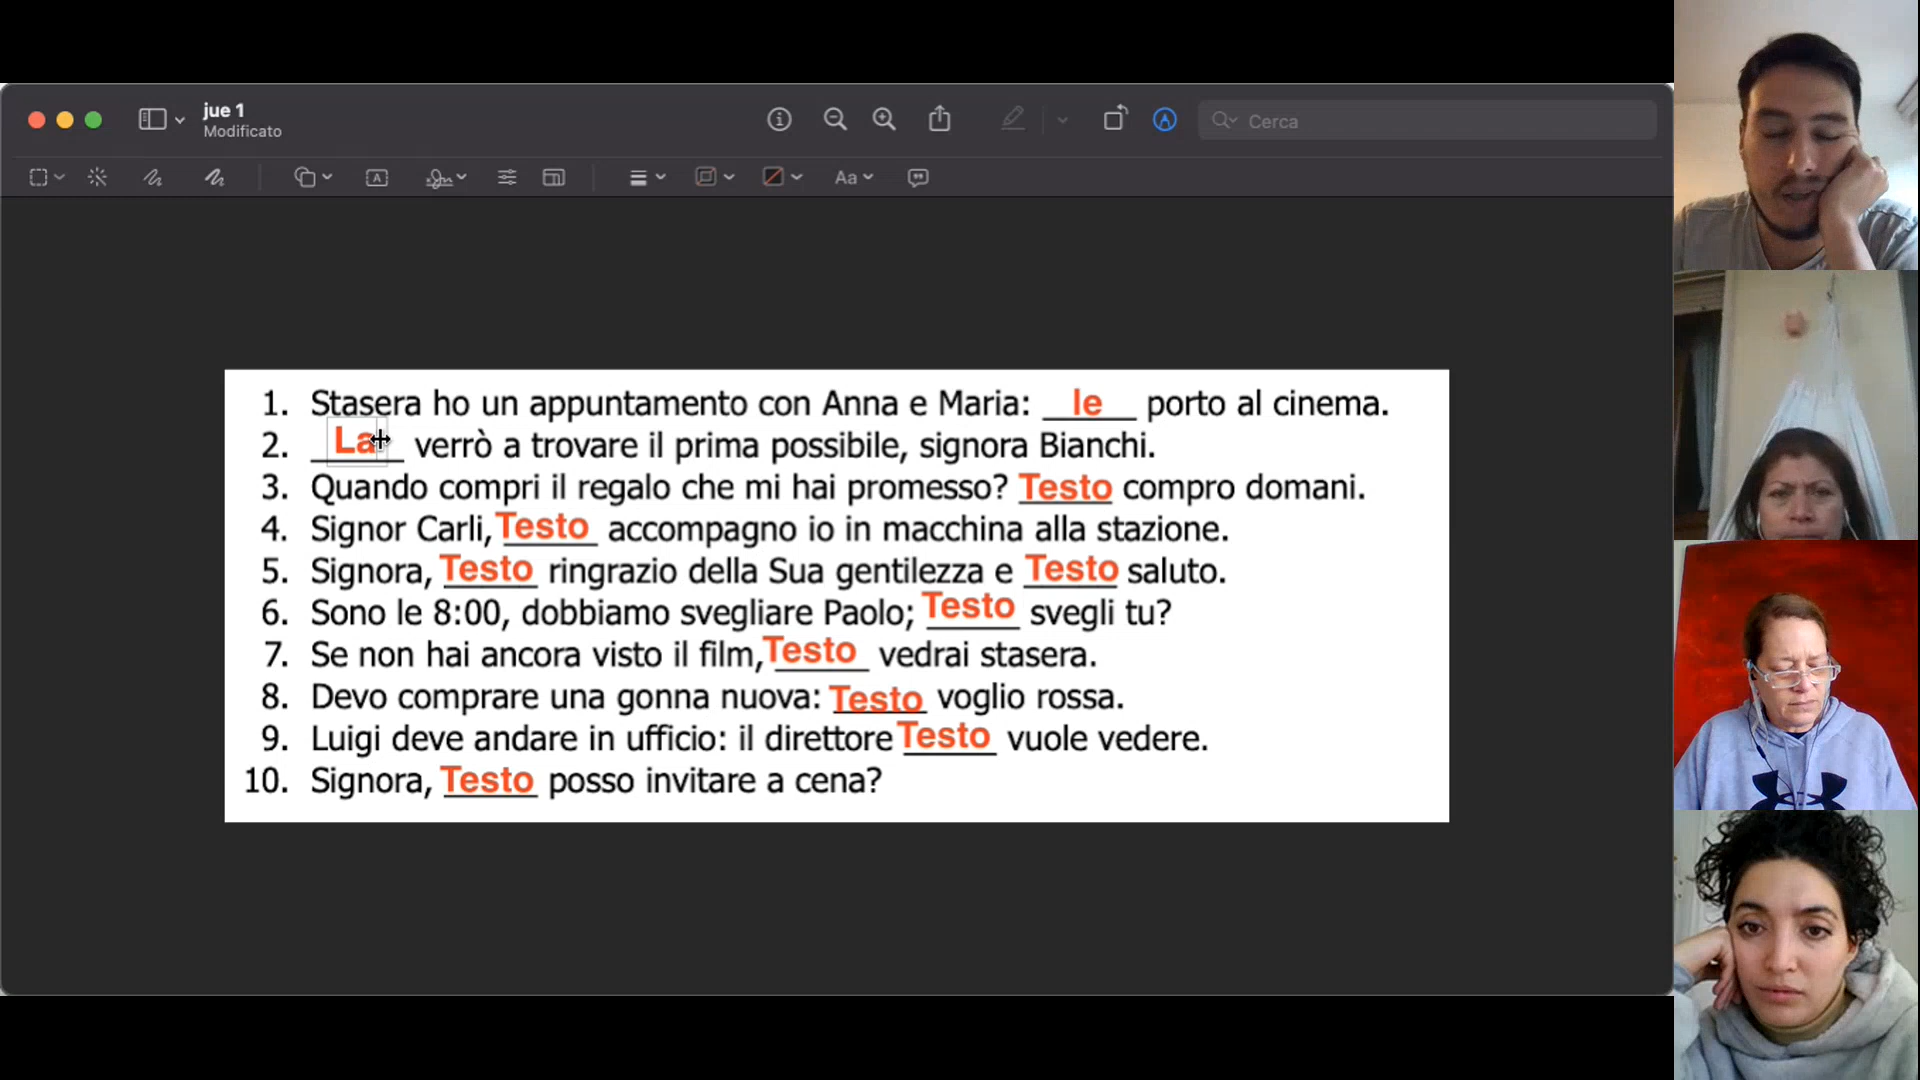 jue 1
Modificato
Cerca
Aa
1. Stasera ho un appuntamento con Anna e Maria: le porto al cinema.
2. La verrò a trovare il prima possibile, signora Bianchi.
3. Quando compri il regalo che mi hai promesso? Testo compro domani.
4. Signor Carli, Testo accompagno io in macchina alla stazione.
5. Signora, Testo ringrazio della Sua gentilezza e Testo saluto.
6. Sono le 8:00, dobbiamo svegliare Paolo; Testo svegli tu?
7. Se non hai ancora visto il film, Testo vedrai stasera.
8. Devo comprare una gonna nuova: Testo voglio rossa.
9. Luigi deve andare in ufficio: il direttore Testo vuole vedere.
10. Signora, Testo posso invitare a cena?